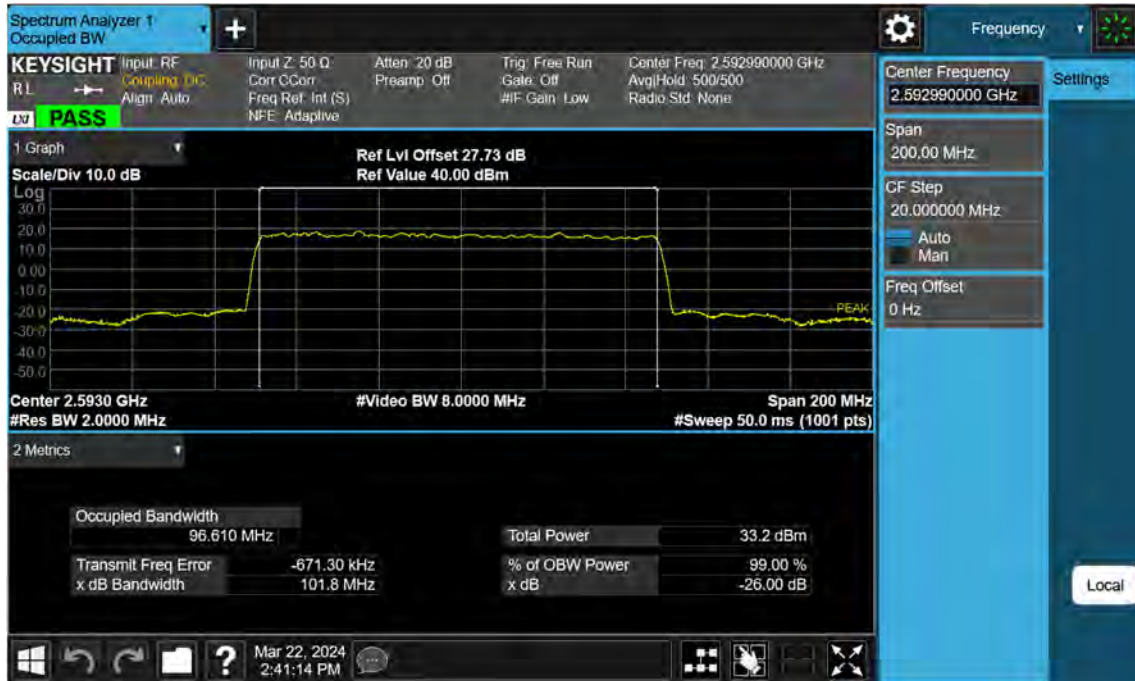 Spectrum Analyzer 1
Occupied BW
+
Frequency
KEYSIGHT
R L
LXI PASS
Input: RF
Coupling: DC
Align: Auto
Input Z: 50 Ω
Corr CCorr
Freq Ref: Int (S)
NFE: Adaptive
Atten: 20 dB
Preamp: Off
Trig: Free Run
Gate: Off
#IF Gain: Low
Center Freq: 2.592990000 GHz
Avg|Hold: 500/500
Radio Std: None
Center Frequency
2.592990000 GHz
Settings
Span
200.00 MHz
CF Step
20.000000 MHz
Auto
Man
Freq Offset
0 Hz
1 Graph
Scale/Div 10.0 dB
Ref Lvl Offset 27.73 dB
Ref Value 40.00 dBm
Log
30.0
20.0
10.0
0.00
-10.0
-20.0
-30.0
-40.0
-50.0
PEAK
Center 2.5930 GHz
#Video BW 8.0000 MHz
Span 200 MHz
#Res BW 2.0000 MHz
#Sweep 50.0 ms (1001 pts)
2 Metrics
Occupied Bandwidth
96.610 MHz
Total Power 33.2 dBm
Transmit Freq Error -671.30 kHz
% of OBW Power 99.00 %
x dB Bandwidth 101.8 MHz
x dB -26.00 dB
Local
?
Mar 22, 2024
2:41:14 PM